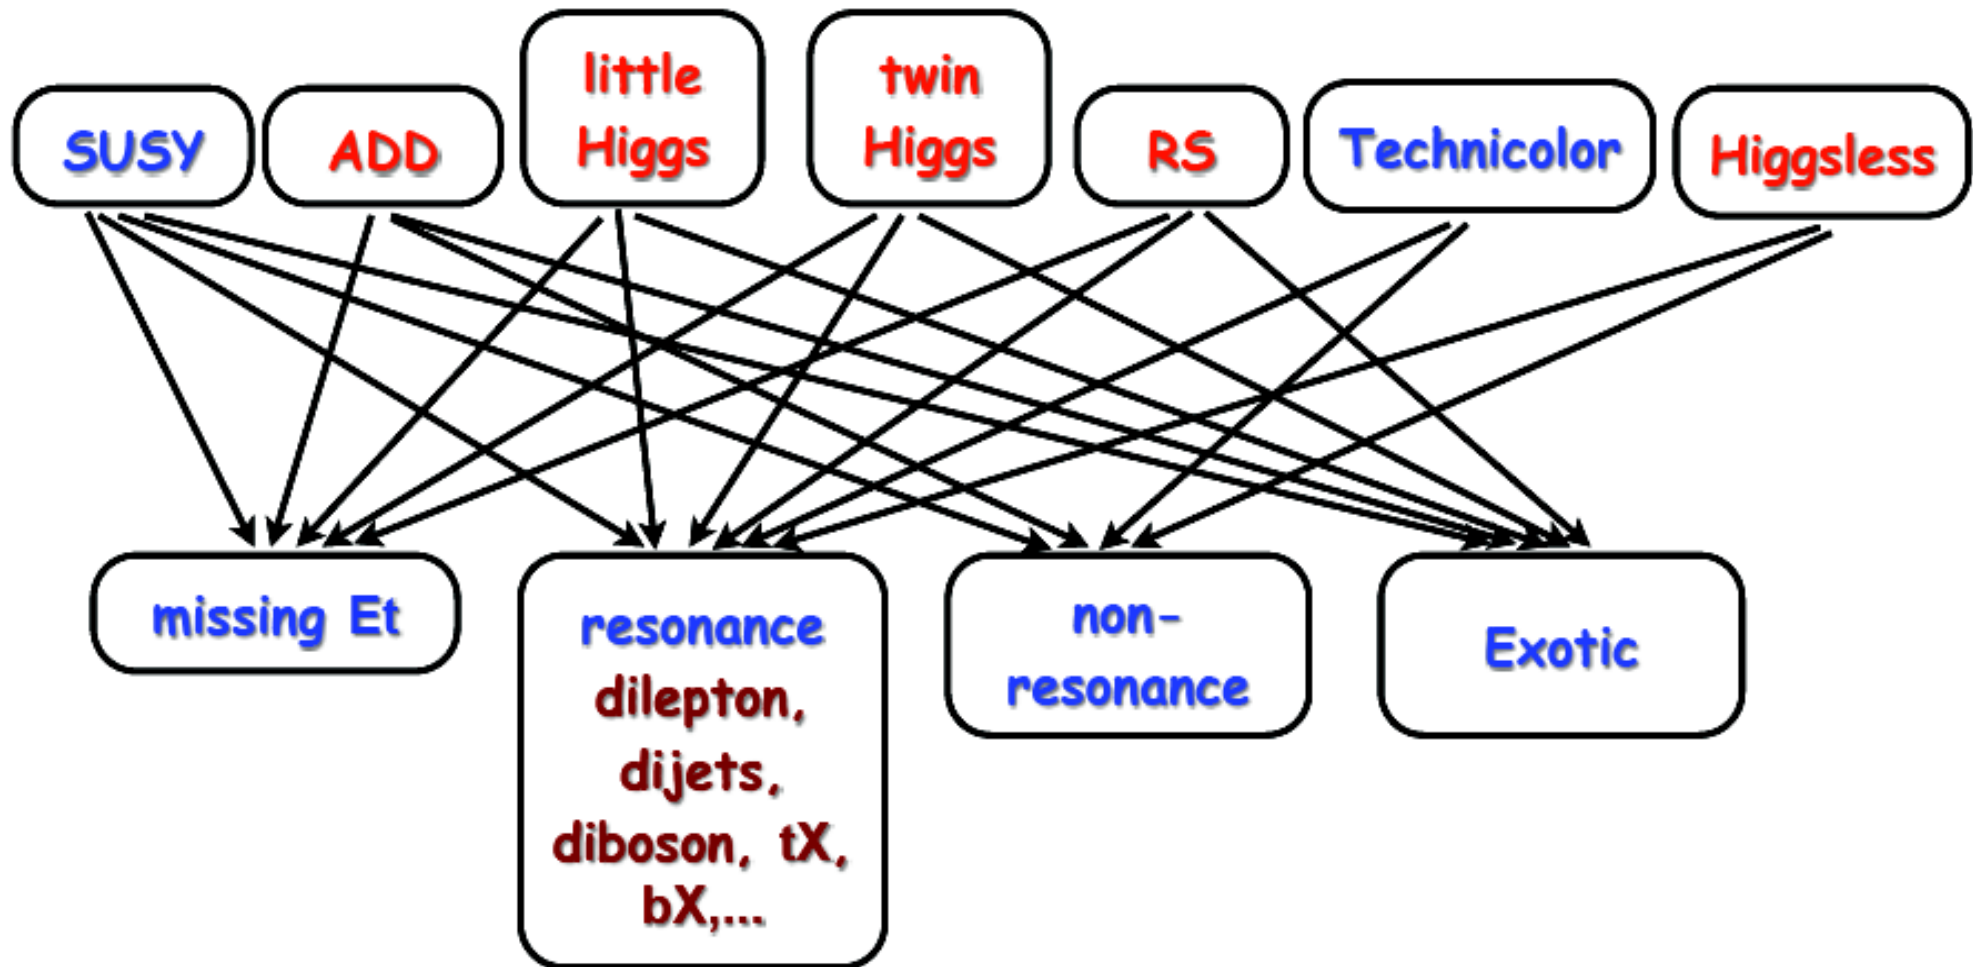 SUSY
ADD
little
Higgs
twin
Higgs
RS
Technicolor
Higgsless
missing Et
resonance
dilepton,
dijets,
diboson, tX,
bX,...
non-
resonance
Exotic